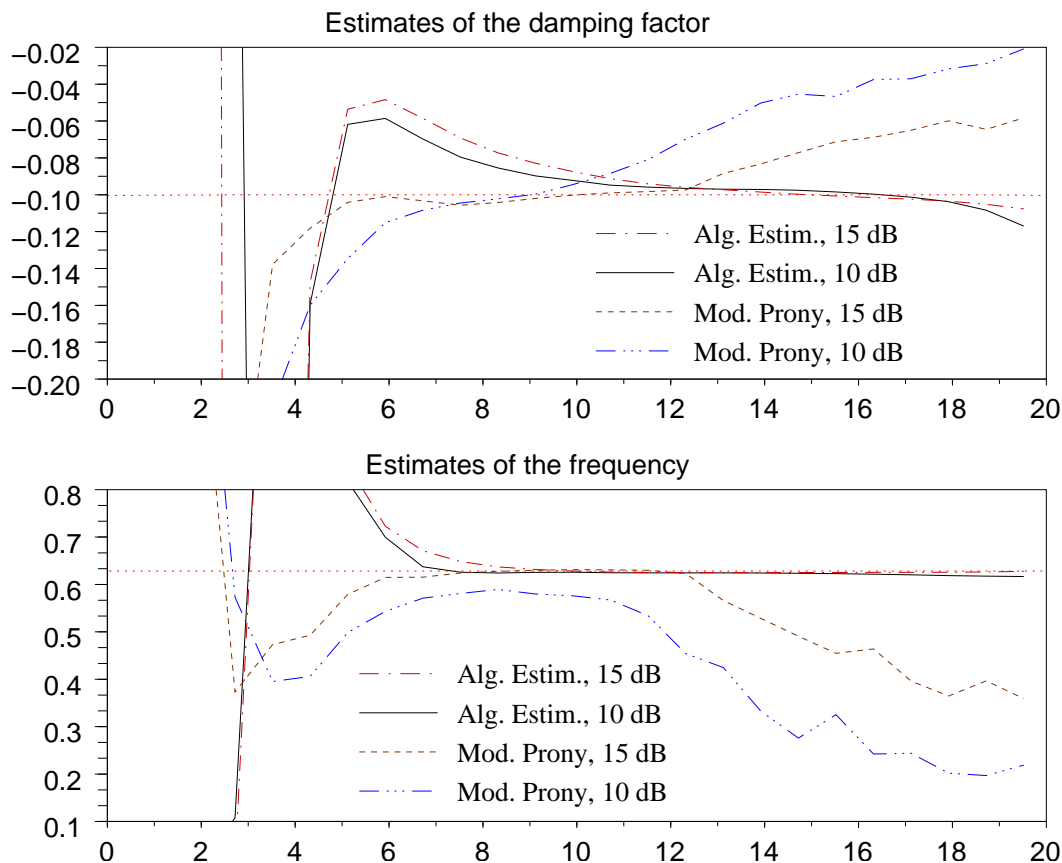 Estimates of the damping factor
−0.02
−0.04
−0.06
−0.08
−0.10
−0.12
−0.14
−0.16
−0.18
−0.20
Alg. Estim., 15 dB
Alg. Estim., 10 dB
Mod. Prony, 15 dB
Mod. Prony, 10 dB
0 2 4 6 8 10 12 14 16 18 20
Estimates of the frequency
0.8
0.7
0.6
0.5
0.4
0.3
0.2
0.1
Alg. Estim., 15 dB
Alg. Estim., 10 dB
Mod. Prony, 15 dB
Mod. Prony, 10 dB
0 2 4 6 8 10 12 14 16 18 20